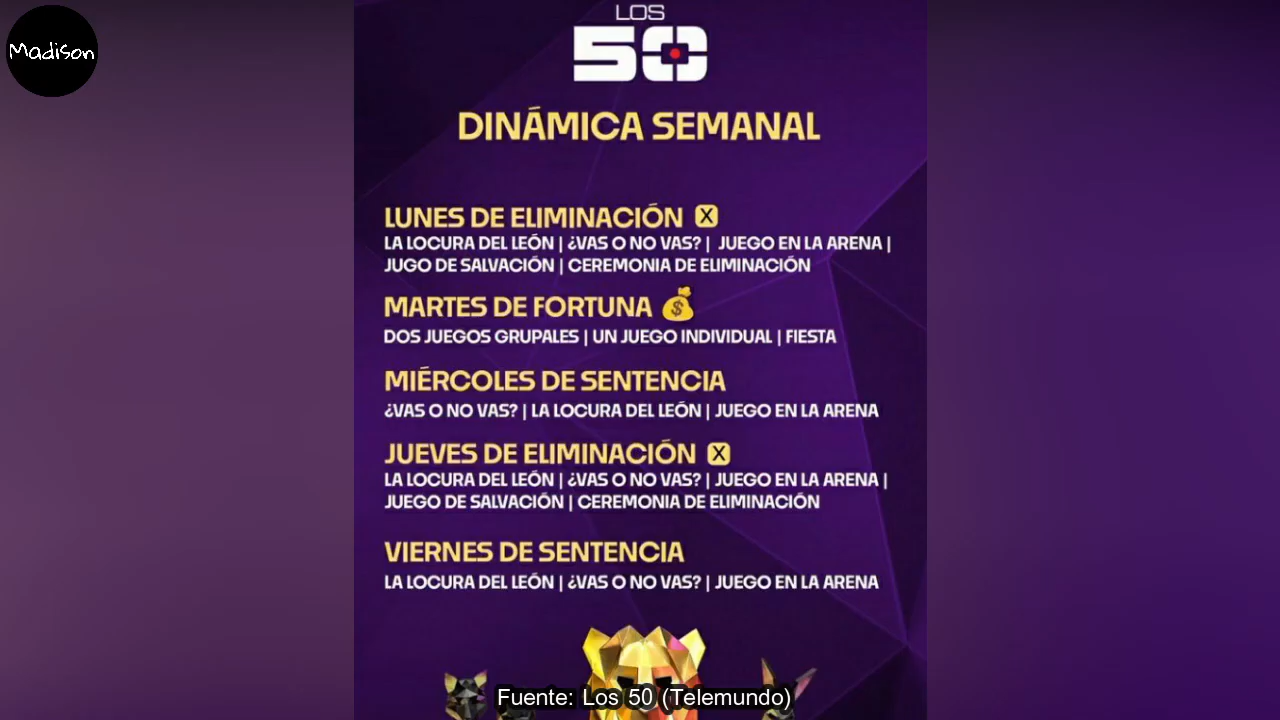 Madison
LOS
50
DINÁMICA SEMANAL
LUNES DE ELIMINACIÓN X
LA LOCURA DEL LEÓN | ¿VAS O NO VAS? | JUEGO EN LA ARENA |
JUGO DE SALVACIÓN | CEREMONIA DE ELIMINACIÓN
MARTES DE FORTUNA 💰
DOS JUEGOS GRUPALES | UN JUEGO INDIVIDUAL | FIESTA
MIÉRCOLES DE SENTENCIA
¿VAS O NO VAS? | LA LOCURA DEL LEÓN | JUEGO EN LA ARENA
JUEVES DE ELIMINACIÓN X
LA LOCURA DEL LEÓN | ¿VAS O NO VAS? | JUEGO EN LA ARENA |
JUEGO DE SALVACIÓN | CEREMONIA DE ELIMINACIÓN
VIERNES DE SENTENCIA
LA LOCURA DEL LEÓN | ¿VAS O NO VAS? | JUEGO EN LA ARENA
Fuente: Los 50 (Telemundo)